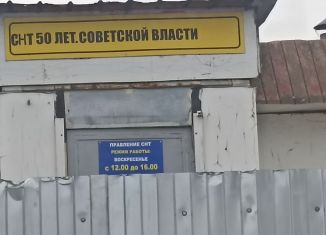 СНТ 50 ЛЕТ.СОВЕТСКОЙ ВЛАСТИ
ПРАВЛЕНИЕ СНТ
РЕЖИМ РАБОТЫ:
ВОСКРЕСЕНЬЕ
с 12.00 до 16.00